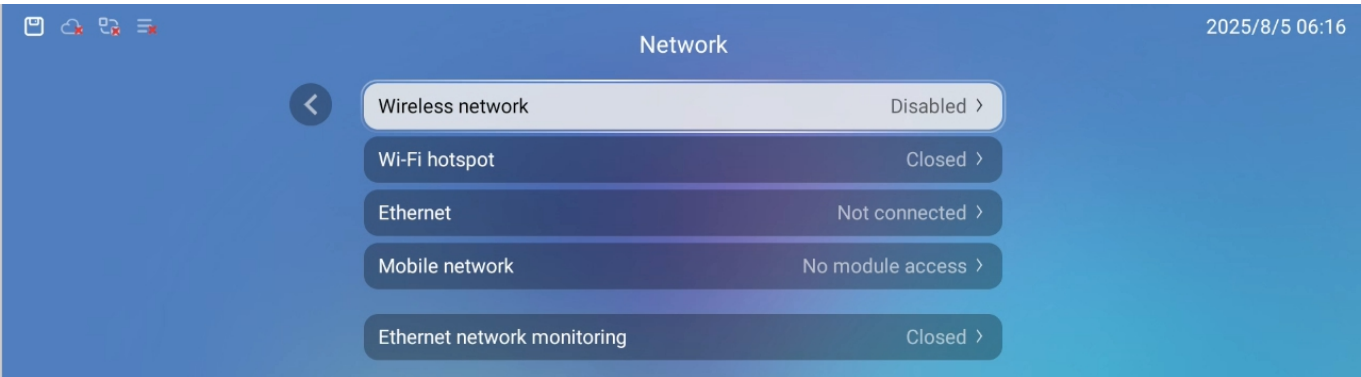 2025/8/5 06:16
Network
Wireless network Disabled
Wi-Fi hotspot Closed
Ethernet Not connected
Mobile network No module access
Ethernet network monitoring Closed